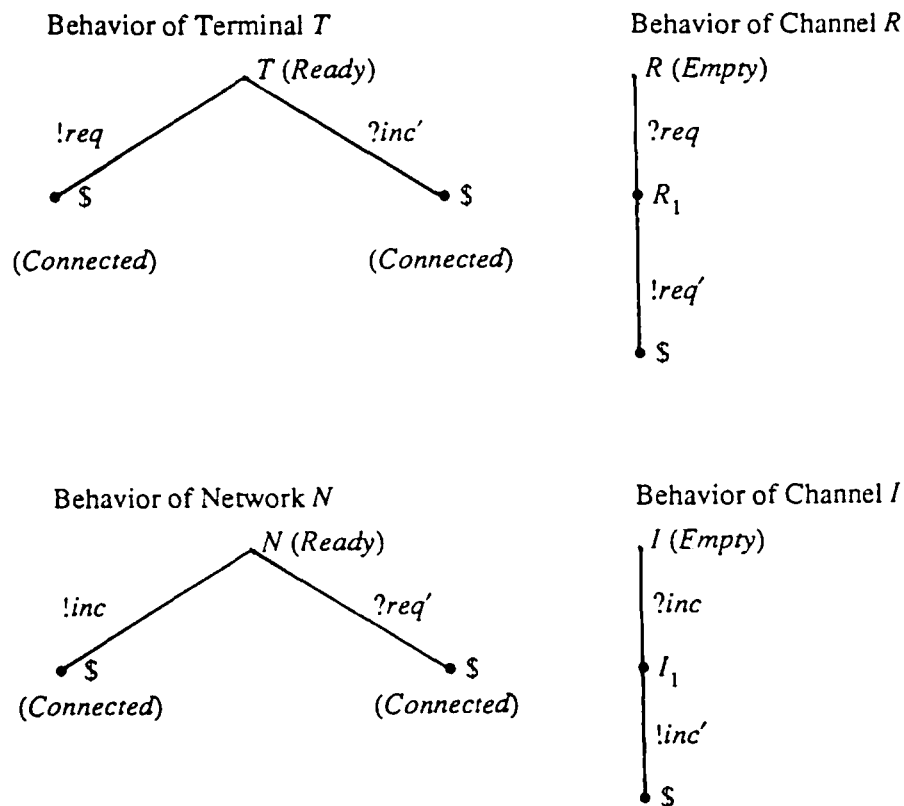 Behavior of Terminal T
T (Ready)
!req
?inc′
$
$
(Connected)
(Connected)
Behavior of Channel R
R (Empty)
?req
R₁
!req′
$
Behavior of Network N
N (Ready)
!inc
?req′
$
$
(Connected)
(Connected)
Behavior of Channel I
I (Empty)
?inc
I₁
!inc′
$